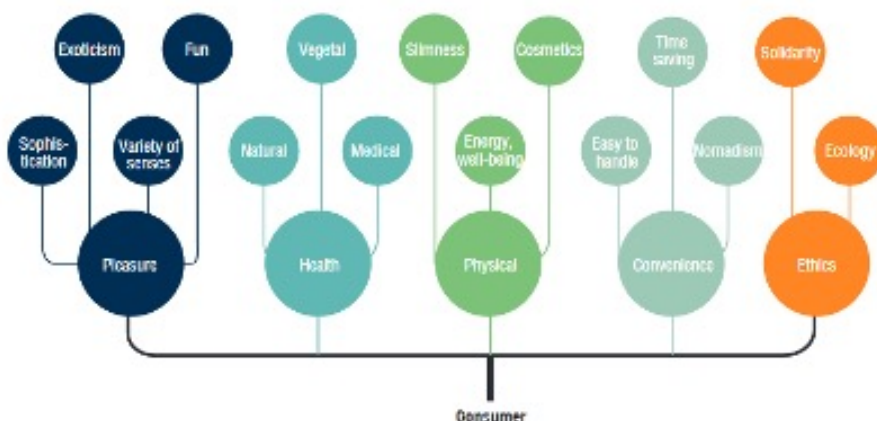 Exoticism
Fun
Vegetal
Slimness
Cosmetics
Time
saving
Solidarity
Sophis-
tication
Variety of
senses
Natural
Medical
Energy,
well-being
Easy to
handle
Nomadism
Ecology
Pleasure
Health
Physical
Convenience
Ethics
Consumer